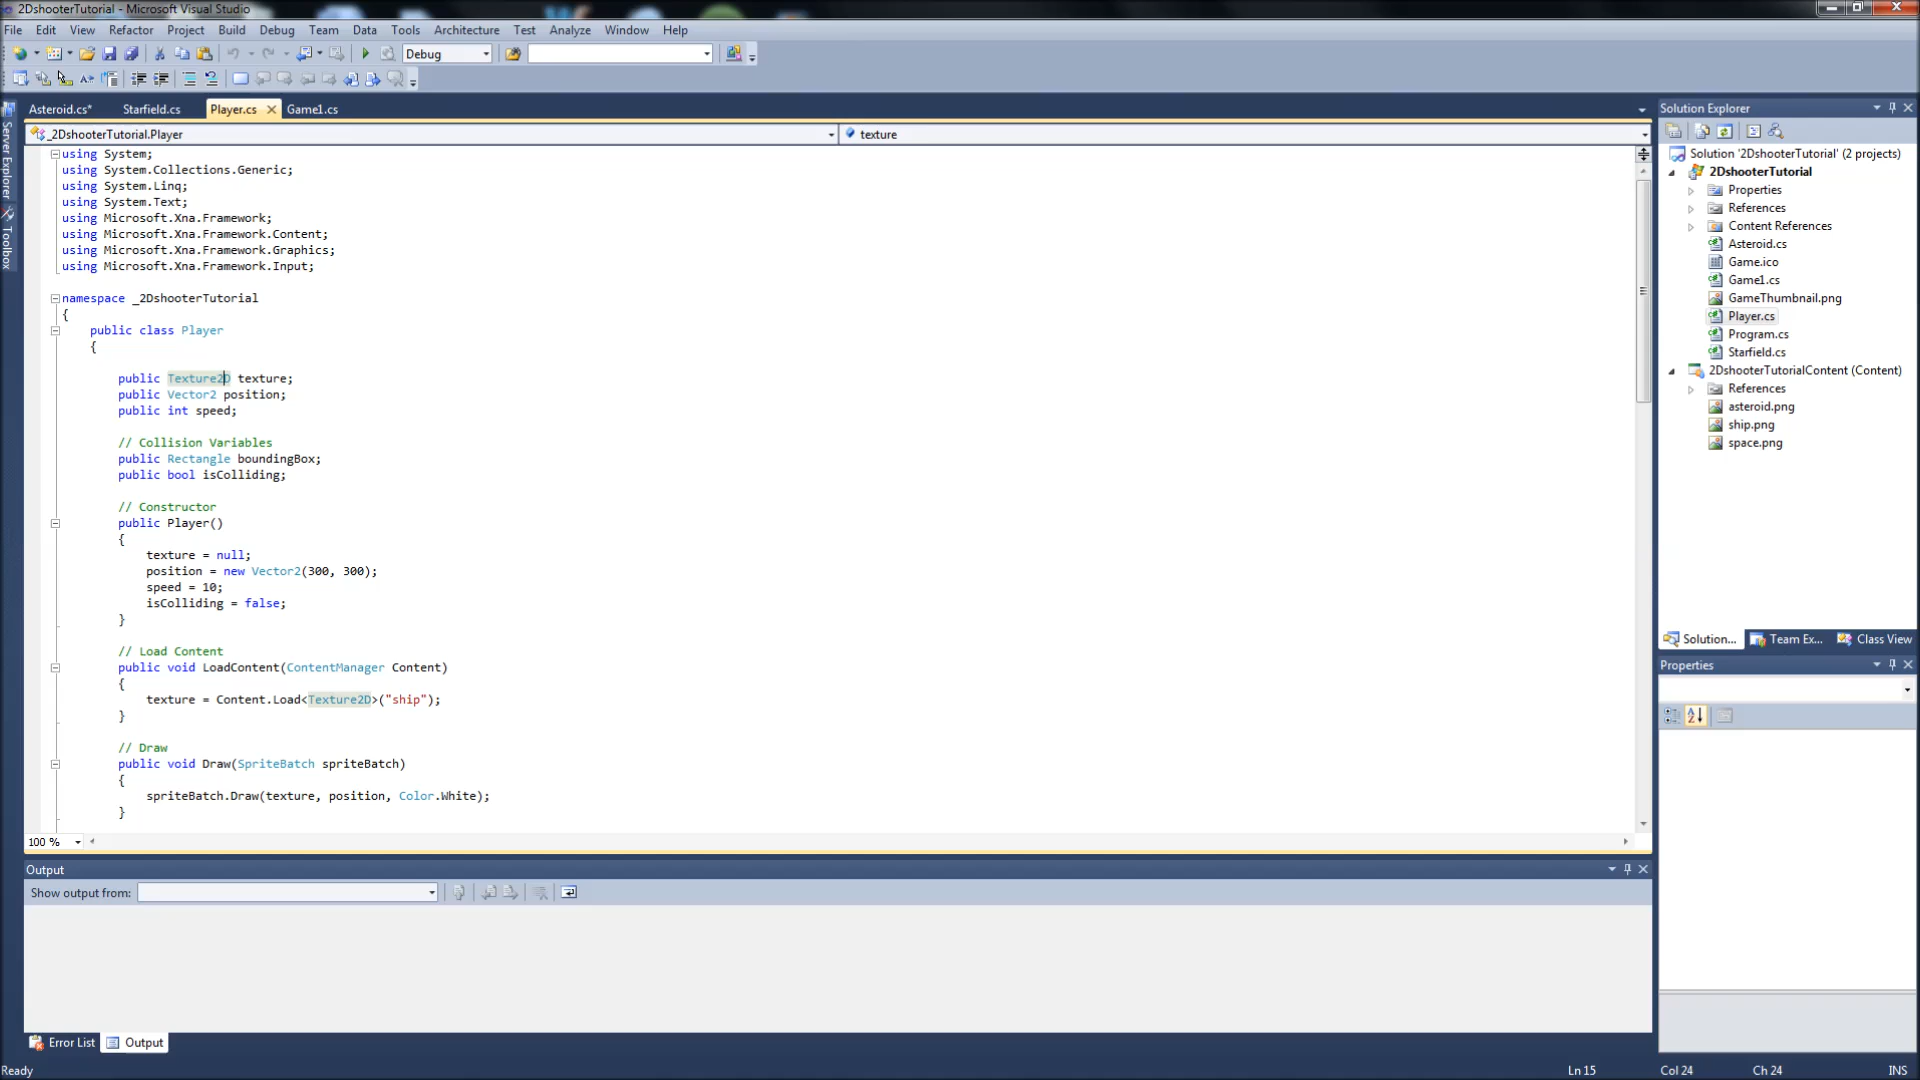 2DshooterTutorial - Microsoft Visual Studio
File Edit View Refactor Project Build Debug Team Data Tools Architecture Test Analyze Window Help
Debug
Asteroid.cs* Starfield.cs Player.cs Game1.cs
_2DshooterTutorial.Player texture
Server Explorer
Toolbox
using System;
using System.Collections.Generic;
using System.Linq;
using System.Text;
using Microsoft.Xna.Framework;
using Microsoft.Xna.Framework.Content;
using Microsoft.Xna.Framework.Graphics;
using Microsoft.Xna.Framework.Input;
namespace _2DshooterTutorial
{
public class Player
{
public Texture2D texture;
public Vector2 position;
public int speed;
// Collision Variables
public Rectangle boundingBox;
public bool isColliding;
// Constructor
public Player()
{
texture = null;
position = new Vector2(300, 300);
speed = 10;
isColliding = false;
}
// Load Content
public void LoadContent(ContentManager Content)
{
texture = Content.Load<Texture2D>("ship");
}
// Draw
public void Draw(SpriteBatch spriteBatch)
{
spriteBatch.Draw(texture, position, Color.White);
}
100 %
Output
Show output from:
Error List Output
Ready
Ln 15 Col 24 Ch 24 INS
Solution Explorer
Solution '2DshooterTutorial' (2 projects)
2DshooterTutorial
Properties
References
Content References
Asteroid.cs
Game.ico
Game1.cs
GameThumbnail.png
Player.cs
Program.cs
Starfield.cs
2DshooterTutorialContent (Content)
References
asteroid.png
ship.png
space.png
Solution... Team Ex... Class View
Properties